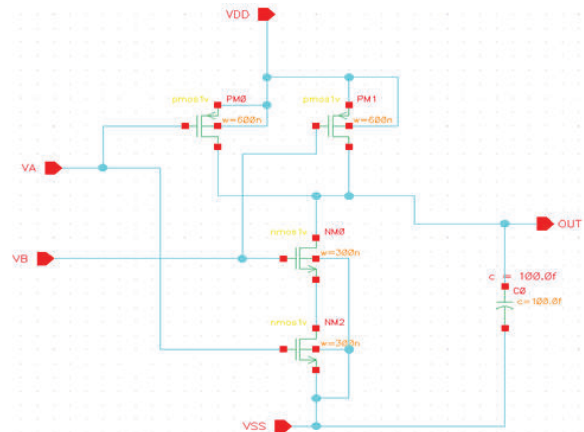 VDD
pmos1v PM0
w=600n
pmos1v PM1
w=600n
VA
OUT
nmos1v NM0
w=300n
VB
c = 100.0f
C0
c=100.0f
nmos1v NM2
w=300n
VSS